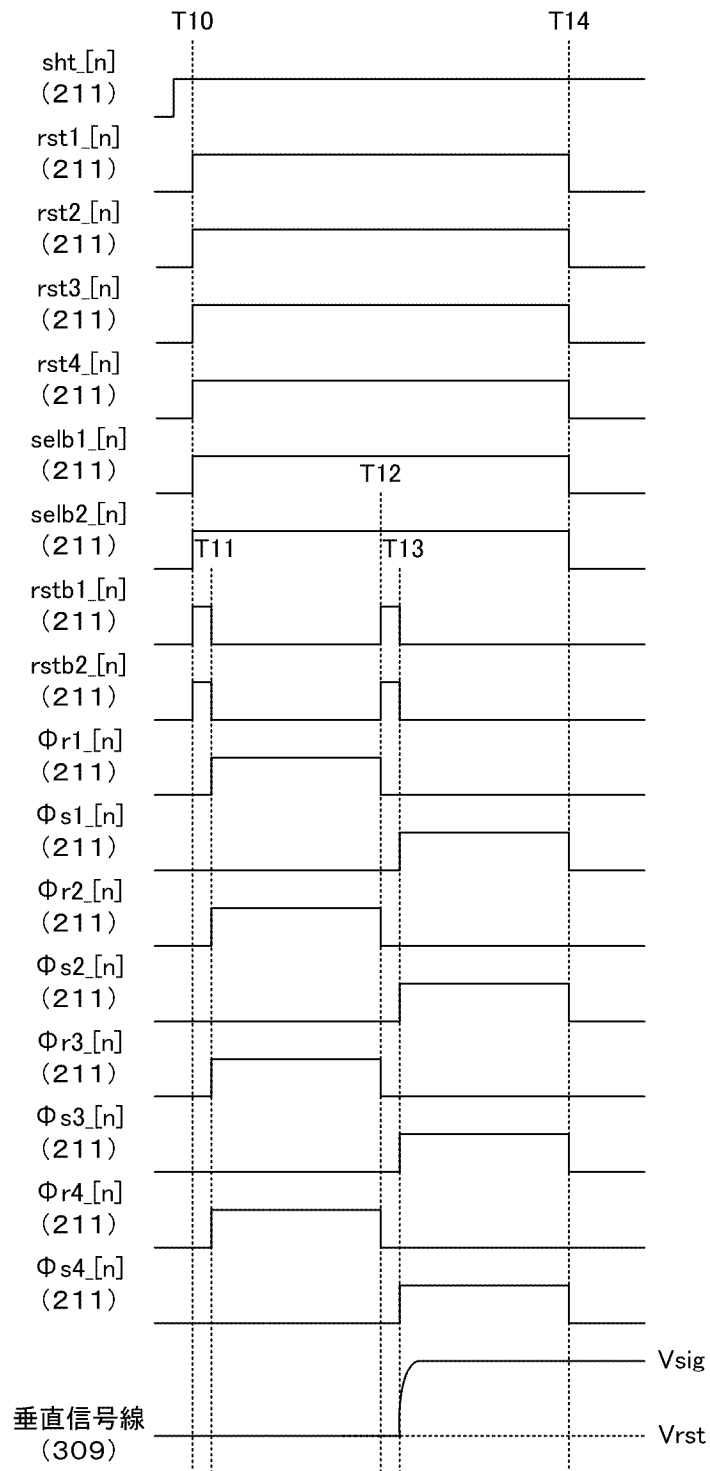 T10 T14
sht_[n]
(211)
rst1_[n]
(211)
rst2_[n]
(211)
rst3_[n]
(211)
rst4_[n]
(211)
selb1_[n]
(211)
T12
selb2_[n]
(211)
T11 T13
rstb1_[n]
(211)
rstb2_[n]
(211)
Φr1_[n]
(211)
Φs1_[n]
(211)
Φr2_[n]
(211)
Φs2_[n]
(211)
Φr3_[n]
(211)
Φs3_[n]
(211)
Φr4_[n]
(211)
Φs4_[n]
(211)
Vsig
垂直信号線
(309)
Vrst